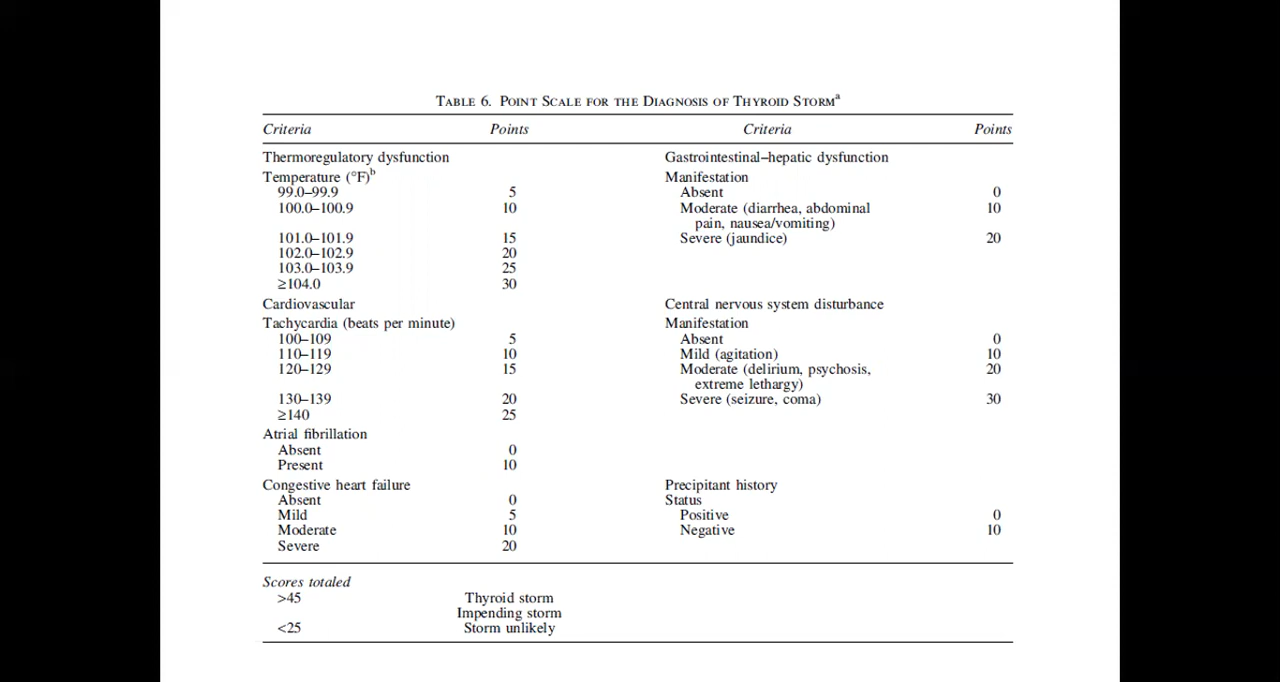 TABLE 6. POINT SCALE FOR THE DIAGNOSIS OF THYROID STORMa
Criteria Points Criteria Points
Thermoregulatory dysfunction Gastrointestinal–hepatic dysfunction
Temperature (°F)b Manifestation
99.0–99.9 5 Absent 0
100.0–100.9 10 Moderate (diarrhea, abdominal 10
pain, nausea/vomiting)
101.0–101.9 15 Severe (jaundice) 20
102.0–102.9 20
103.0–103.9 25
≥104.0 30
Cardiovascular Central nervous system disturbance
Tachycardia (beats per minute) Manifestation
100–109 5 Absent 0
110–119 10 Mild (agitation) 10
120–129 15 Moderate (delirium, psychosis, 20
extreme lethargy)
130–139 20 Severe (seizure, coma) 30
≥140 25
Atrial fibrillation
Absent 0
Present 10
Congestive heart failure Precipitant history
Absent 0 Status
Mild 5 Positive 0
Moderate 10 Negative 10
Severe 20
Scores totaled
>45 Thyroid storm
Impending storm
<25 Storm unlikely